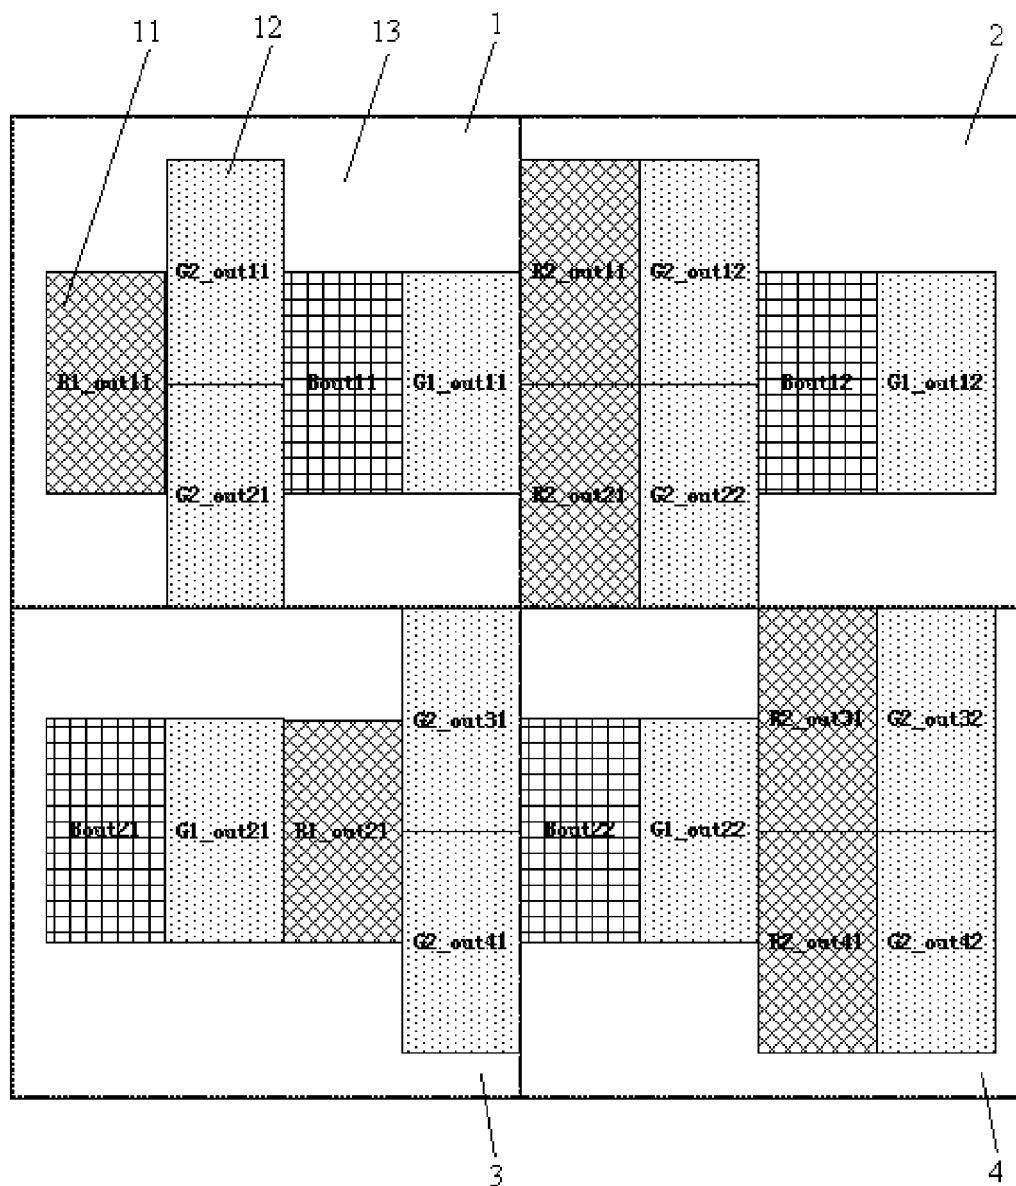 11 12 13 1 2
G2_out11 R2_out11 G2_out12
R1_out11 Bout11 G1_out11 Bout12 G1_out12
G2_out21 R2_out21 G2_out22
G2_out31 R2_out31 G2_out32
Bout21 G1_out21 R1_out21 Bout22 G1_out22
G2_out41 R2_out41 G2_out42
3 4